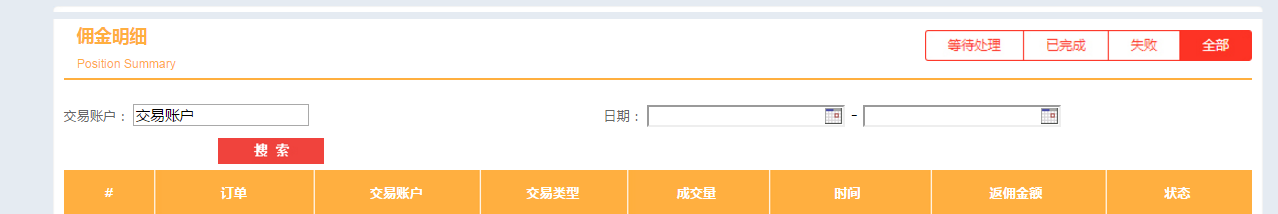 佣金明细
Position Summary
等待处理 已完成 失败 全部
交易账户： 交易账户 日期： -
搜 索
# 订单 交易账户 交易类型 成交量 时间 返佣金额 状态